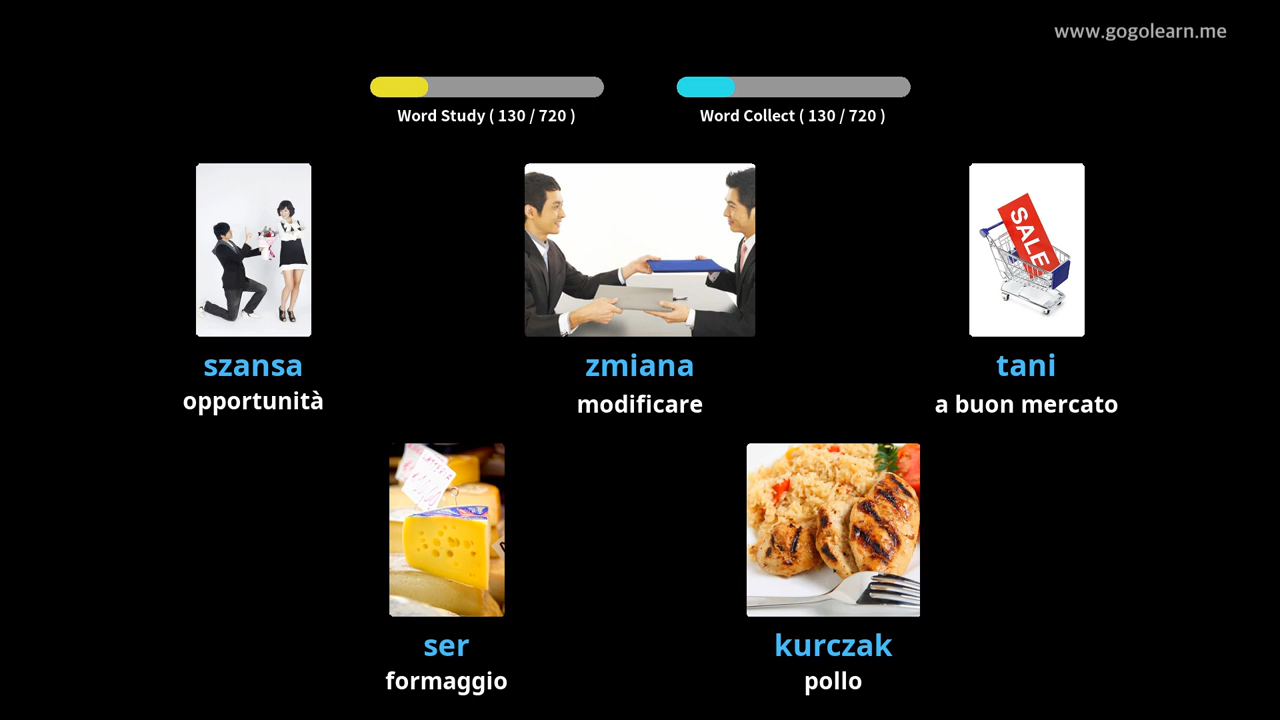 www.gogolearn.me
Word Study ( 130 / 720 )
Word Collect ( 130 / 720 )
SALE
szansa
opportunità
zmiana
modificare
tani
a buon mercato
ser
formaggio
kurczak
pollo